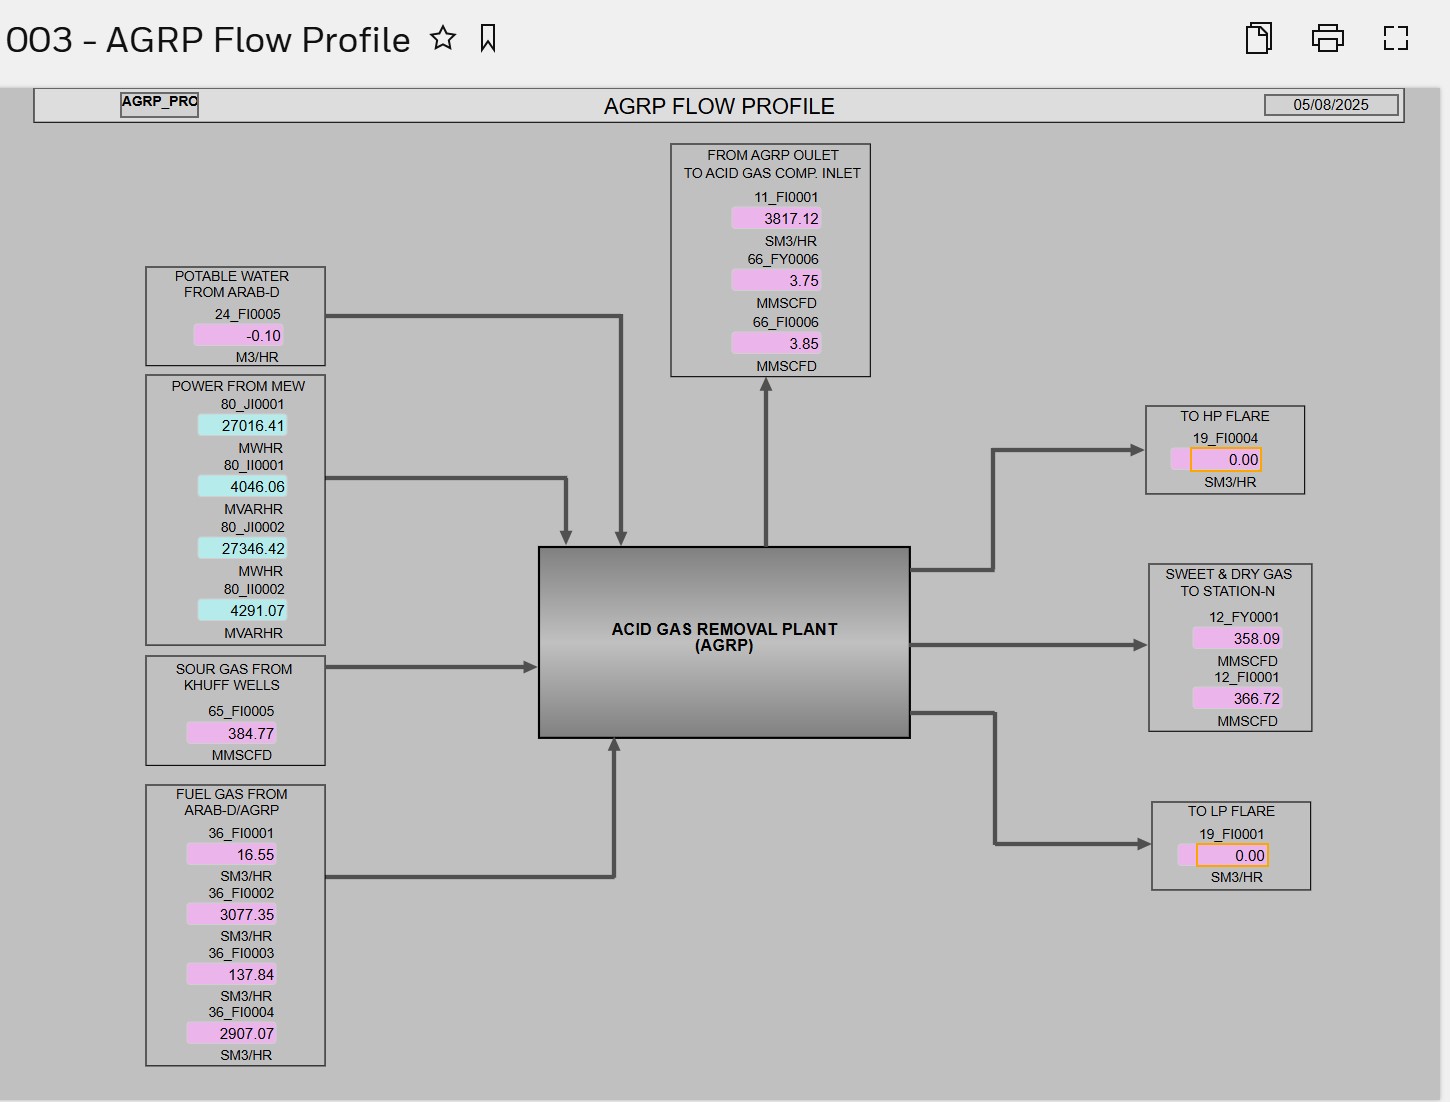 003 - AGRP Flow Profile
AGRP_PRO
AGRP FLOW PROFILE
05/08/2025
FROM AGRP OULET
TO ACID GAS COMP. INLET
11_FI0001
3817.12
SM3/HR
66_FY0006
3.75
MMSCFD
66_FI0006
3.85
MMSCFD
POTABLE WATER
FROM ARAB-D
24_FI0005
-0.10
M3/HR
POWER FROM MEW
80_JI0001
27016.41
MWHR
80_II0001
4046.06
MVARHR
80_JI0002
27346.42
MWHR
80_II0002
4291.07
MVARHR
SOUR GAS FROM
KHUFF WELLS
65_FI0005
384.77
MMSCFD
FUEL GAS FROM
ARAB-D/AGRP
36_FI0001
16.55
SM3/HR
36_FI0002
3077.35
SM3/HR
36_FI0003
137.84
SM3/HR
36_FI0004
2907.07
SM3/HR
ACID GAS REMOVAL PLANT
(AGRP)
TO HP FLARE
19_FI0004
0.00
SM3/HR
SWEET & DRY GAS
TO STATION-N
12_FY0001
358.09
MMSCFD
12_FI0001
366.72
MMSCFD
TO LP FLARE
19_FI0001
0.00
SM3/HR